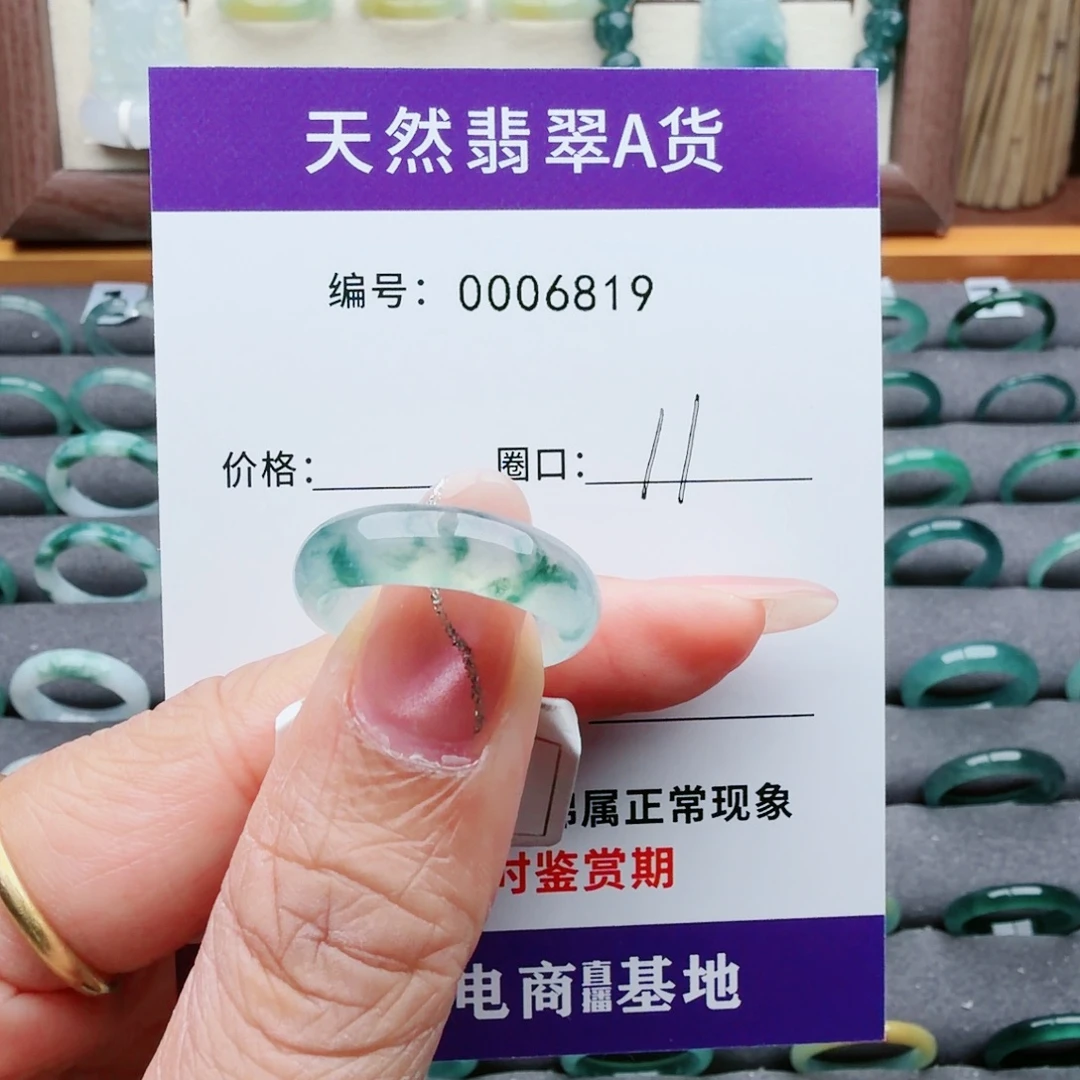 天然翡翠A货
编号：0006819
价格：
圈口：11
属正常现象
时鉴赏期
电商直播基地